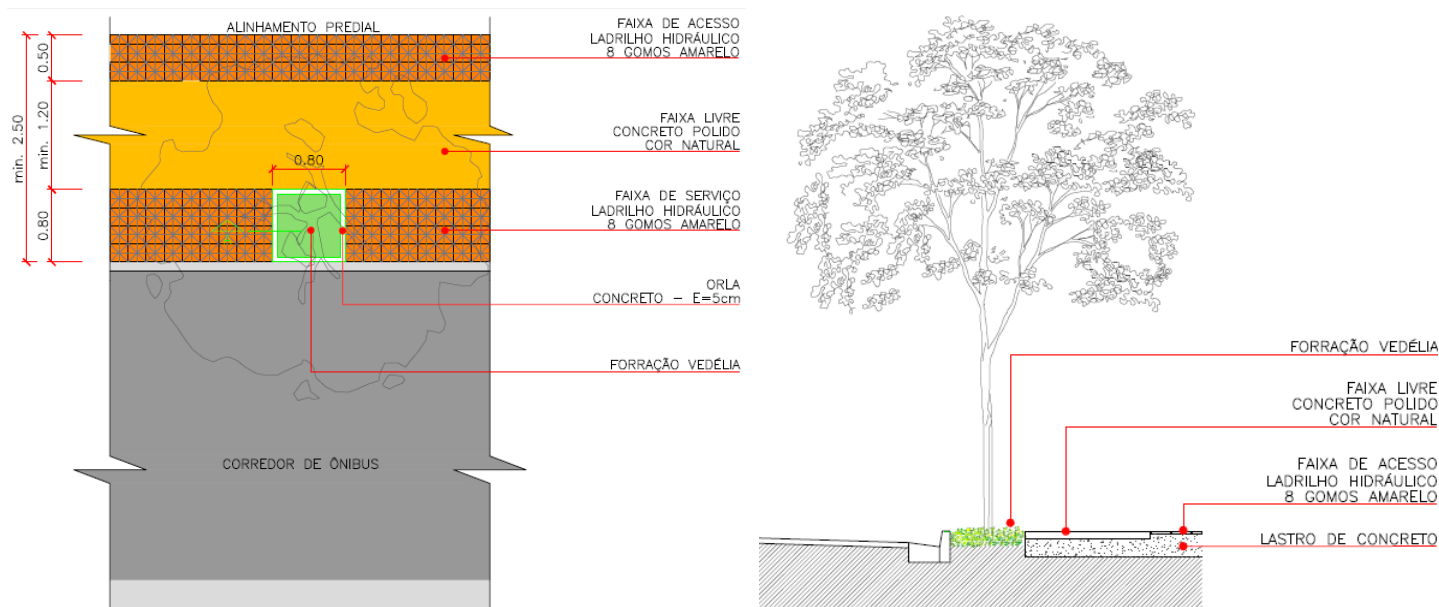 ALINHAMENTO PREDIAL
FAIXA DE ACESSO
LADRILHO HIDRÁULICO
8 GOMOS AMARELO
0.50
min. 2.50
min. 1.20
0.80
FAIXA LIVRE
CONCRETO POLIDO
COR NATURAL
0.80
FAIXA DE SERVIÇO
LADRILHO HIDRÁULICO
8 GOMOS AMARELO
ORLA
CONCRETO – E=5cm
FORRAÇÃO VEDÉLIA
CORREDOR DE ÔNIBUS
FORRAÇÃO VEDÉLIA
FAIXA LIVRE
CONCRETO POLIDO
COR NATURAL
FAIXA DE ACESSO
LADRILHO HIDRÁULICO
8 GOMOS AMARELO
LASTRO DE CONCRETO